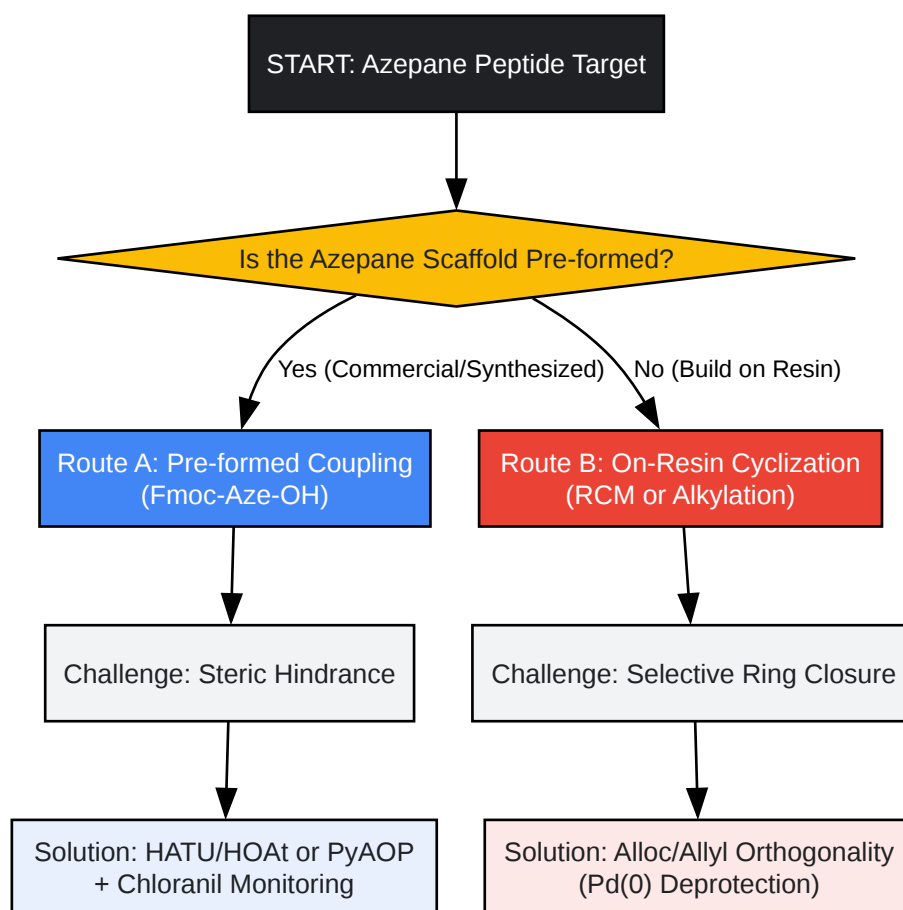 START: Azepane Peptide Target
Is the Azepane Scaffold Pre-formed?
Yes (Commercial/Synthesized)
No (Build on Resin)
Route A: Pre-formed Coupling
(Fmoc-Aze-OH)
Route B: On-Resin Cyclization
(RCM or Alkylation)
Challenge: Steric Hindrance
Challenge: Selective Ring Closure
Solution: HATU/HOAt or PyAOP
+ Chloranil Monitoring
Solution: Alloc/Allyl Orthogonality
(Pd(0) Deprotection)